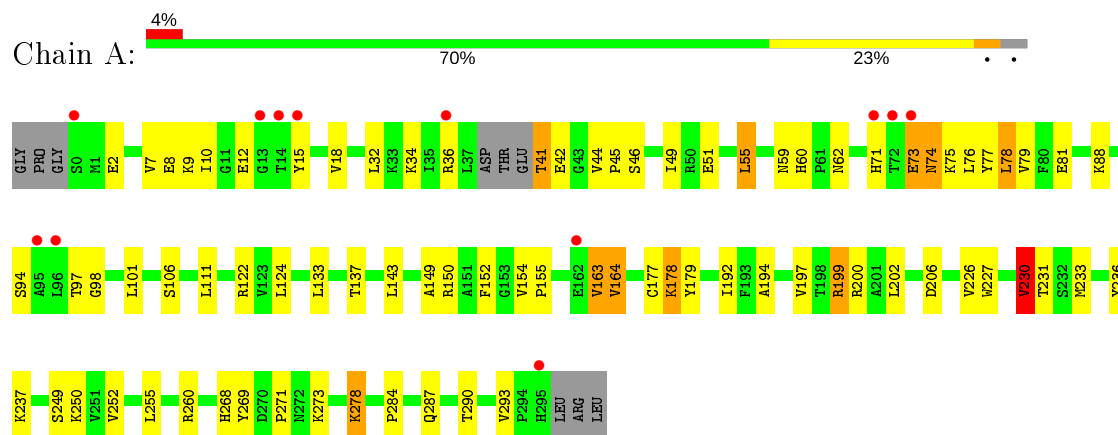 4%
Chain A:
70% 23% • •
GLY PRO GLY S0 M1 E2 V7 E8 K9 I10 G11 E12 G13 T14 Y15 V18 L32 K33 K34 I35 R36 L37 ASP THR GLU T41 E42 G43 V44 P45 S46 I49 R50 E51 L55 N59 H60 P61 N62 H71 T72 E73 N74 K75 L76 Y77 L78 V79 F80 E81 K88
S94 A95 L96 T97 G98 L101 S106 L111 R122 V123 L124 L133 T137 L143 A149 R150 A151 F152 G153 V154 P155 E162 V163 V164 C177 K178 Y179 I192 F193 A194 V197 T198 R199 R200 A201 L202 D206 V226 W227 V230 T231 S232 M233 Y236
K237 S249 K250 V251 V252 L255 R260 H268 Y269 D270 P271 N272 K273 K278 P284 Q287 T290 V293 P294 H295 LEU ARG LEU